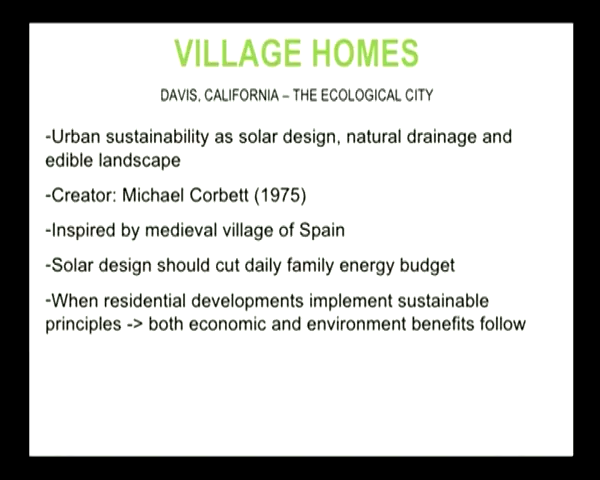 VILLAGE HOMES
DAVIS, CALIFORNIA – THE ECOLOGICAL CITY
-Urban sustainability as solar design, natural drainage and
edible landscape
-Creator: Michael Corbett (1975)
-Inspired by medieval village of Spain
-Solar design should cut daily family energy budget
-When residential developments implement sustainable
principles -> both economic and environment benefits follow